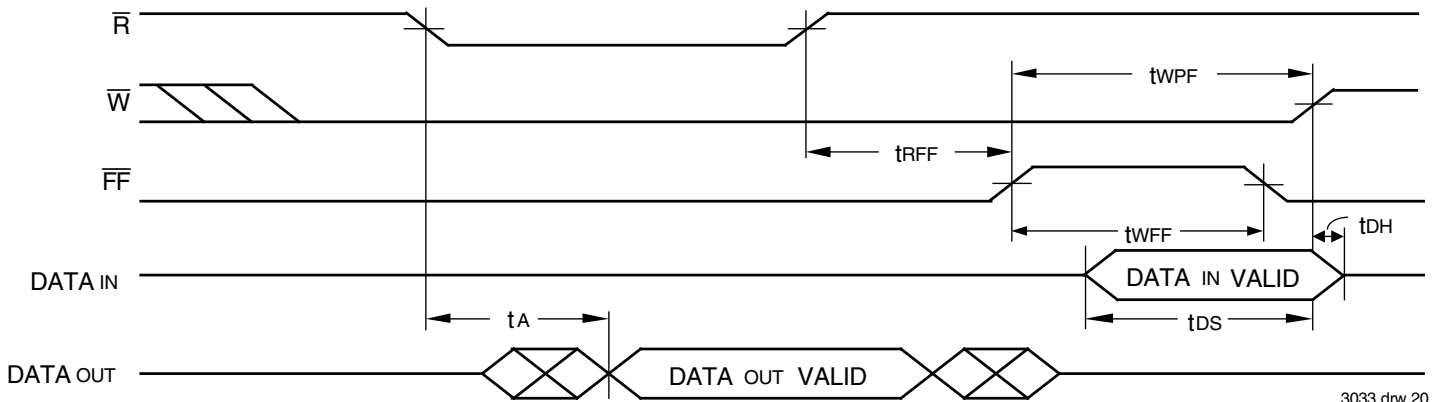 R̅
tWPF
W̅
tRFF
F̅F̅
tWFF
tDH
DATA IN
DATA IN VALID
tA
tDS
DATA OUT
DATA OUT VALID
3033 drw 20